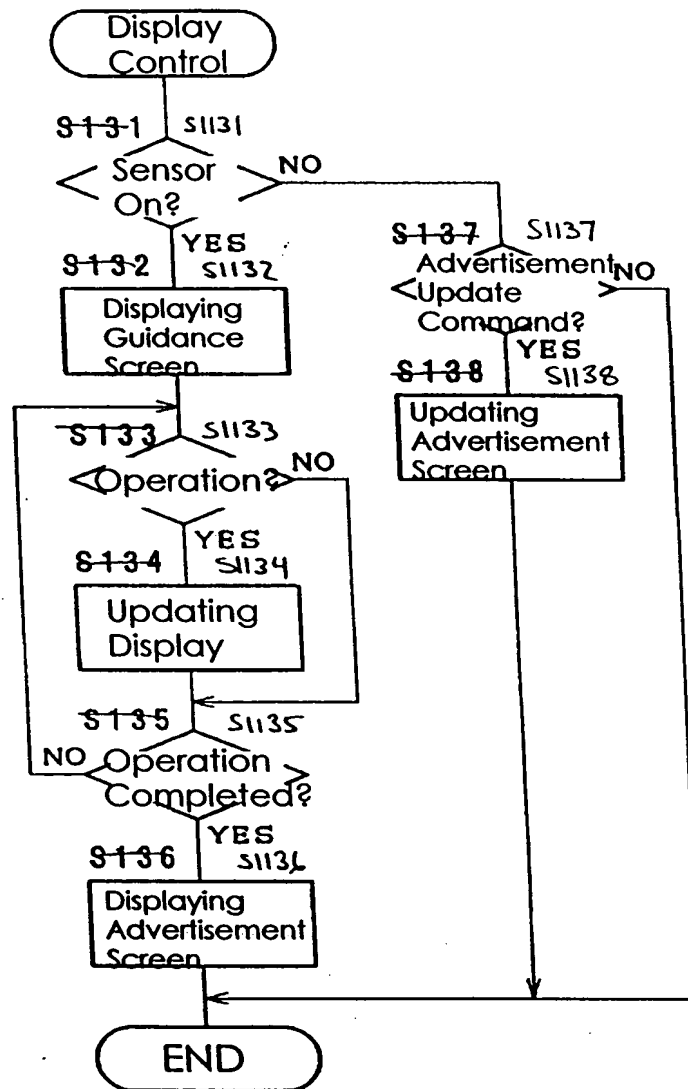 Display
Control
S131 S1131
Sensor
On?
NO
YES
S132 S1132
Displaying
Guidance
Screen
S133 S1133
Operation?
NO
YES
S134 S1134
Updating
Display
S135 S1135
NO
Operation
Completed?
YES
S136 S1136
Displaying
Advertisement
Screen
END
S137 S1137
Advertisement
Update
Command?
NO
YES
S138 S1138
Updating
Advertisement
Screen